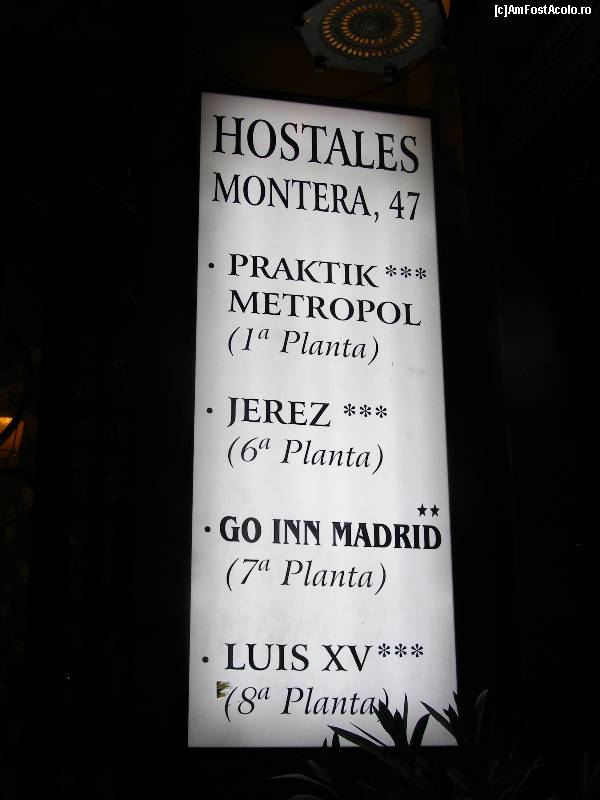 [c]AmFostAcolo.ro
HOSTALES
MONTERA, 47
· PRAKTIK ***
METROPOL
(1ª Planta)
· JEREZ ***
(6ª Planta)
· GO INN MADRID ★★
(7ª Planta)
· LUIS XV ***
(8ª Planta)